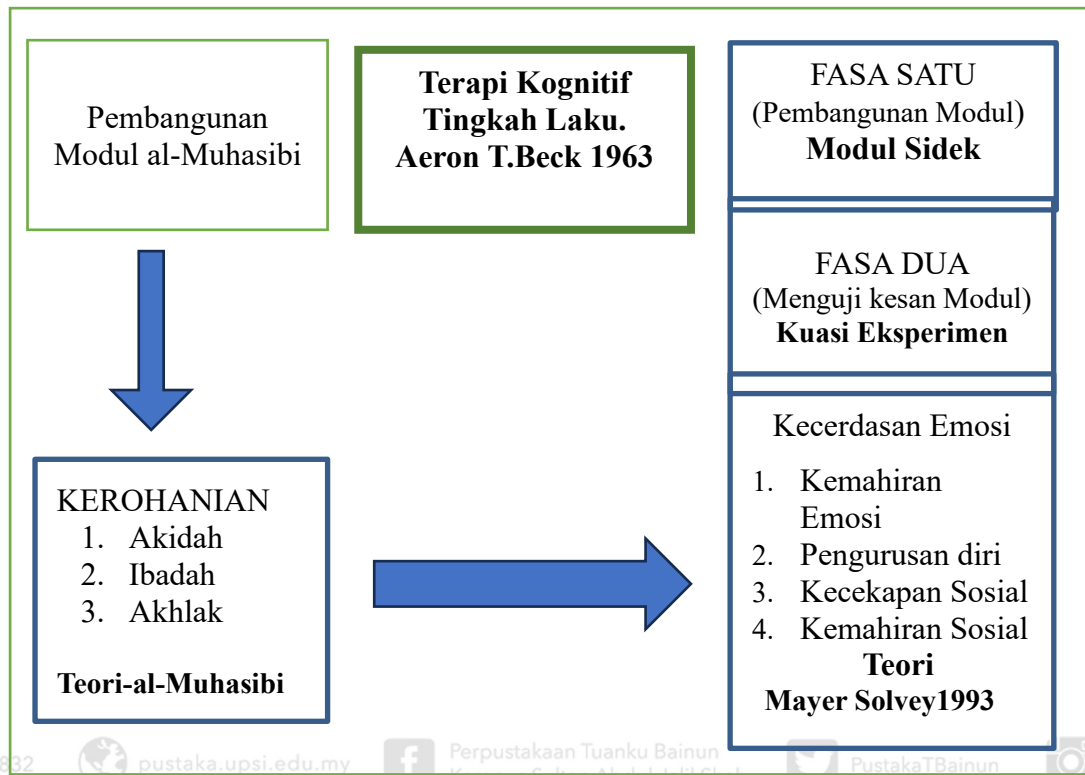 Pembangunan
Modul al-Muhasibi
Terapi Kognitif
Tingkah Laku.
Aeron T.Beck 1963
FASA SATU
(Pembangunan Modul)
Modul Sidek
FASA DUA
(Menguji kesan Modul)
Kuasi Eksperimen
KEROHANIAN
1. Akidah
2. Ibadah
3. Akhlak
Teori-al-Muhasibi
Kecerdasan Emosi
1. Kemahiran
Emosi
2. Pengurusan diri
3. Kecekapan Sosial
4. Kemahiran Sosial
Teori
Mayer Solvey1993
832
pustaka.upsi.edu.my
Perpustakaan Tuanku Bainun
PustakaTBainun